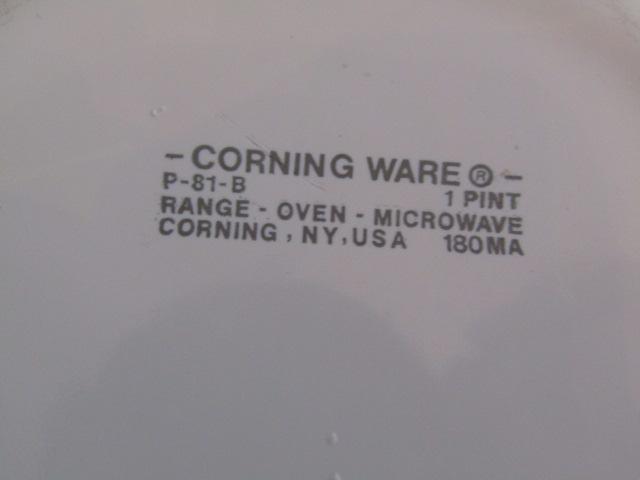 - CORNING WARE ® -
P-81-B 1 PINT
RANGE - OVEN - MICROWAVE
CORNING, NY, USA 180MA